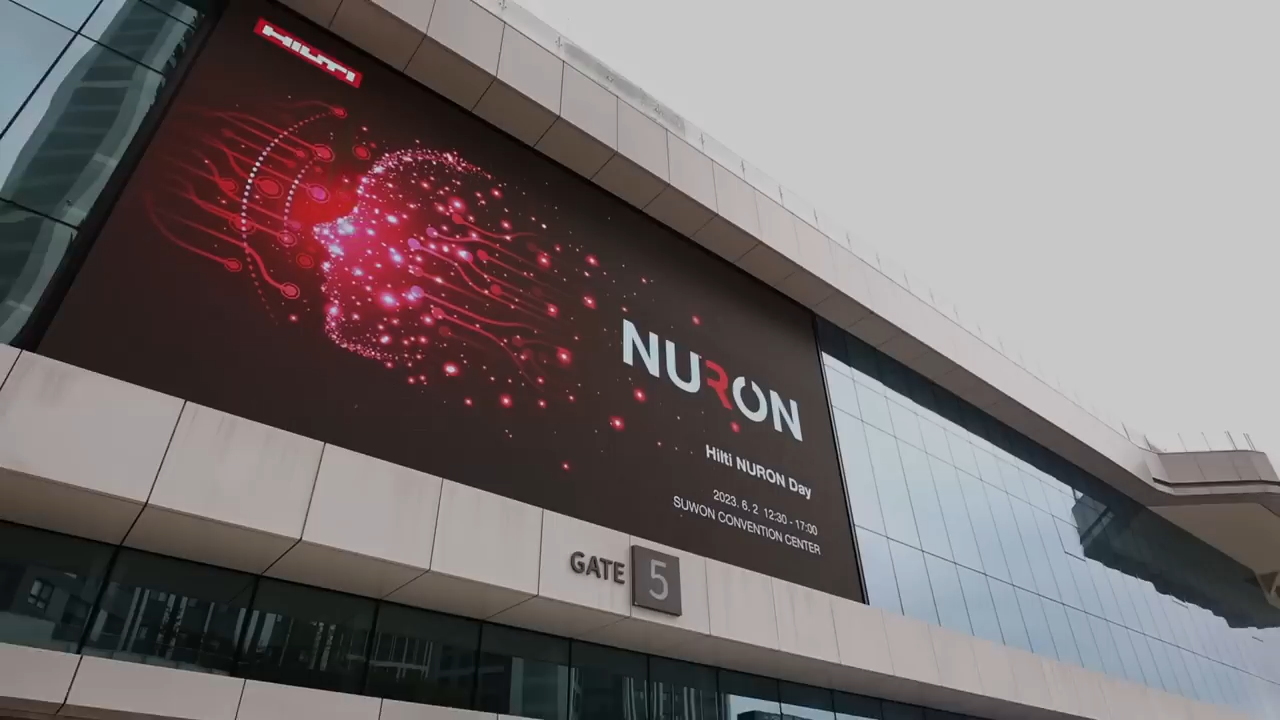 HILTI
NURON
Hilti NURON Day
2023. 6. 2 12:30 - 17:00
SUWON CONVENTION CENTER
GATE 5